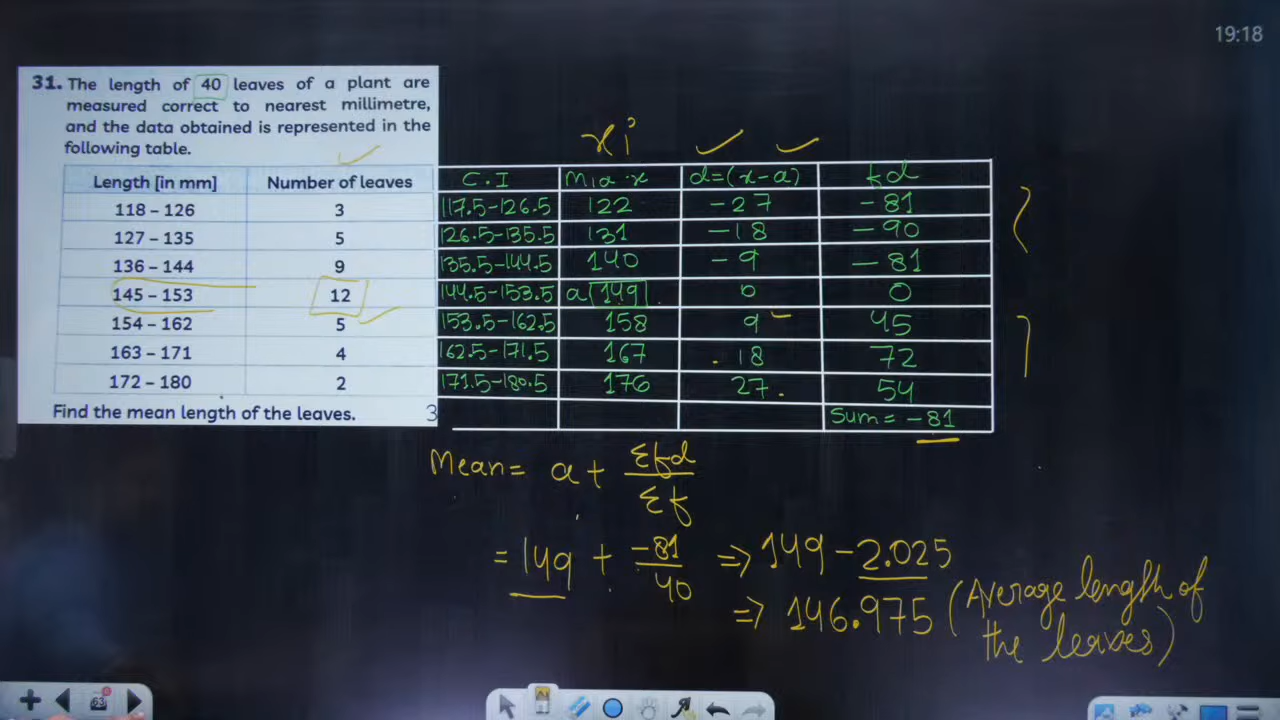 19:18
31. The length of 40 leaves of a plant are
measured correct to nearest millimetre,
and the data obtained is represented in the
following table.
Length [in mm] Number of leaves
118 – 126 3
127 – 135 5
136 – 144 9
145 – 153 12
154 – 162 5
163 – 171 4
172 – 180 2
Find the mean length of the leaves. 3
xi
C.I Mid x d=(x-a) fd
117.5-126.5 122 -27 -81
126.5-135.5 131 -18 -90
135.5-144.5 140 -9 -81
144.5-153.5 a[149] 0 0
153.5-162.5 158 9 45
162.5-171.5 167 18 72
171.5-180.5 176 27 54
Sum = -81
Mean = a + Σfd/Σf
= 149 + -81/40 => 149 - 2.025
=> 146.975 (Average length of
the leaves)
63